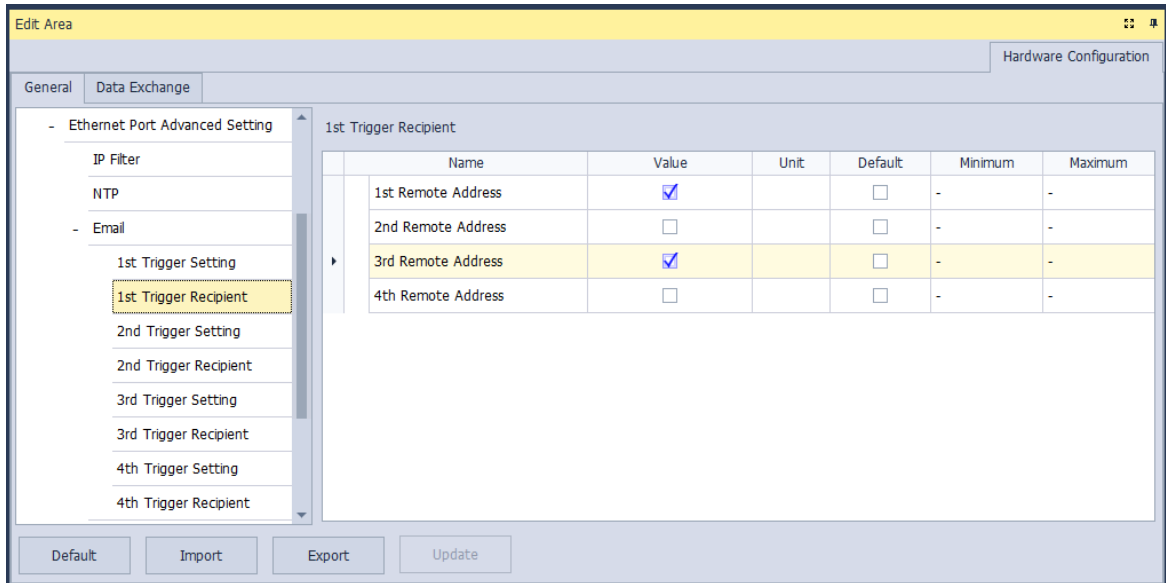 Edit Area
Hardware Configuration
General Data Exchange
- Ethernet Port Advanced Setting
IP Filter
NTP
- Email
1st Trigger Setting
1st Trigger Recipient
2nd Trigger Setting
2nd Trigger Recipient
3rd Trigger Setting
3rd Trigger Recipient
4th Trigger Setting
4th Trigger Recipient
1st Trigger Recipient
Name Value Unit Default Minimum Maximum
1st Remote Address - -
2nd Remote Address - -
3rd Remote Address - -
4th Remote Address - -
Default Import Export Update